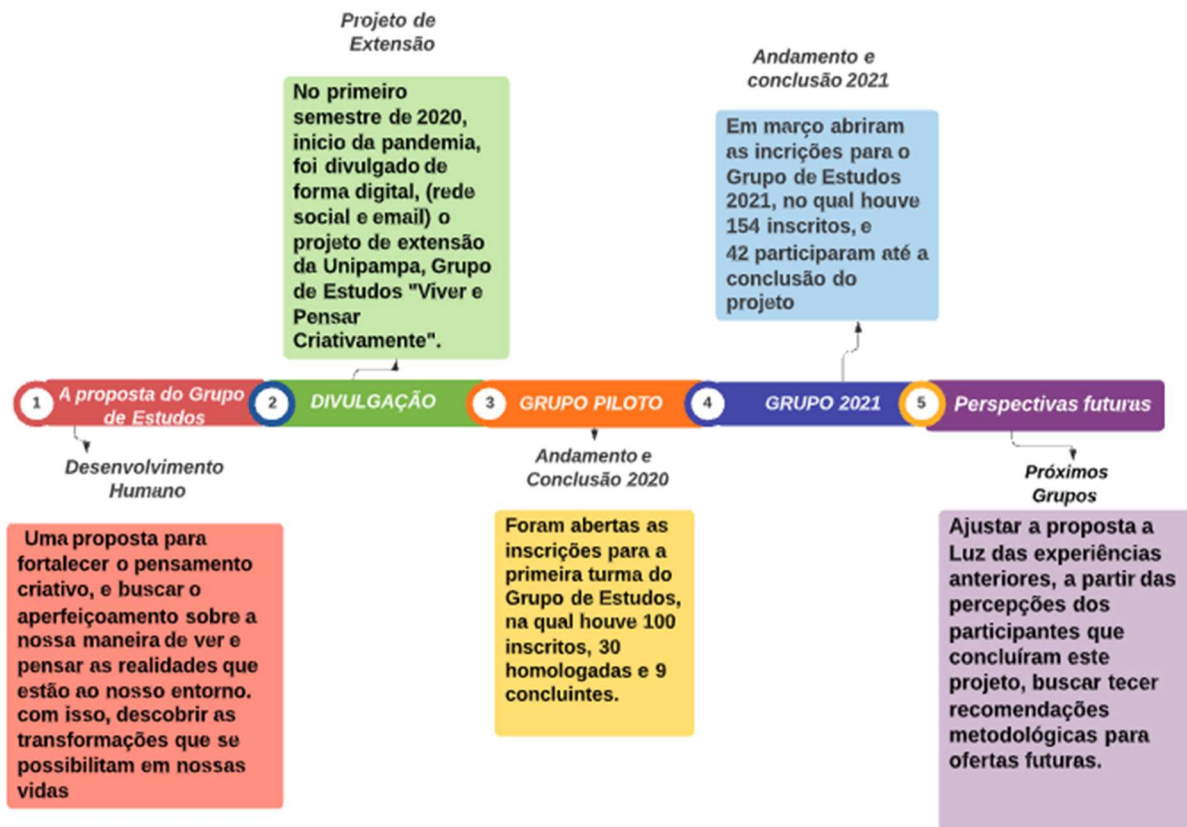 Projeto de
Extensão
No primeiro
semestre de 2020,
inicio da pandemia,
foi divulgado de
forma digital, (rede
social e email) o
projeto de extensão
da Unipampa, Grupo
de Estudos "Viver e
Pensar
Criativamente".
Andamento e
conclusão 2021
Em março abriram
as incrições para o
Grupo de Estudos
2021, no qual houve
154 inscritos, e
42 participaram até a
conclusão do
projeto
1
A proposta do Grupo
de Estudos
2
DIVULGAÇÃO
3
GRUPO PILOTO
4
GRUPO 2021
5
Perspectivas futuras
Desenvolvimento
Humano
Uma proposta para
fortalecer o pensamento
criativo, e buscar o
aperfeiçoamento sobre a
nossa maneira de ver e
pensar as realidades que
estão ao nosso entorno.
com isso, descobrir as
transformações que se
possibilitam em nossas
vidas
Andamento e
Conclusão 2020
Foram abertas as
inscrições para a
primeira turma do
Grupo de Estudos,
na qual houve 100
inscritos, 30
homologadas e 9
concluintes.
Próximos
Grupos
Ajustar a proposta a
Luz das experiências
anteriores, a partir das
percepções dos
participantes que
concluíram este
projeto, buscar tecer
recomendações
metodológicas para
ofertas futuras.